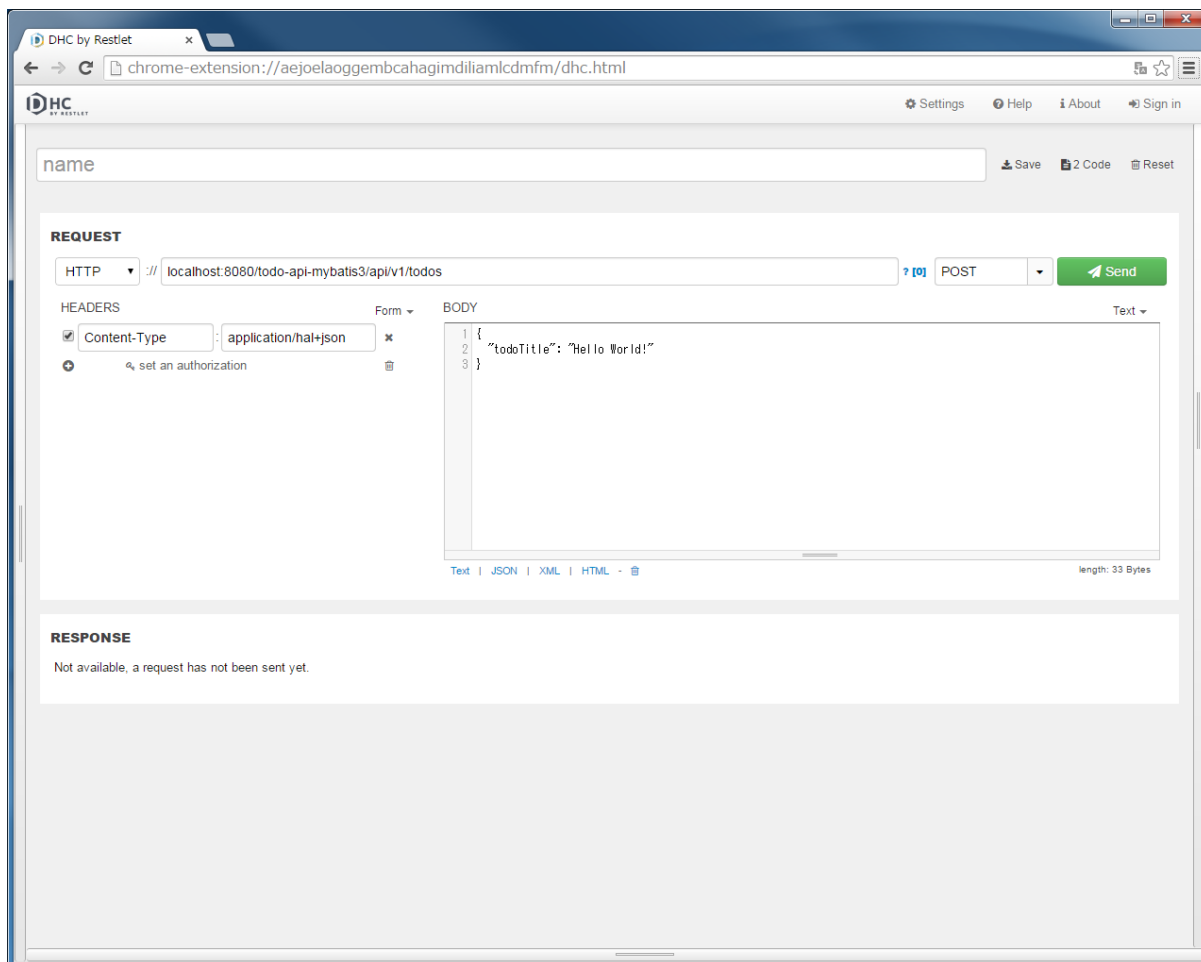 DHC by Restlet ×
chrome-extension://aejoelaoggembcahagimdiliamlcdmfm/dhc.html
DHC BY RESTLET Settings Help About Sign in
name Save 2 Code Reset
REQUEST
HTTP :// localhost:8080/todo-api-mybatis3/api/v1/todos ? [0] POST Send
HEADERS Form BODY Text
Content-Type : application/hal+json
set an authorization
1 {
2 "todoTitle": "Hello World!"
3 }
Text | JSON | XML | HTML - length: 33 Bytes
RESPONSE
Not available, a request has not been sent yet.